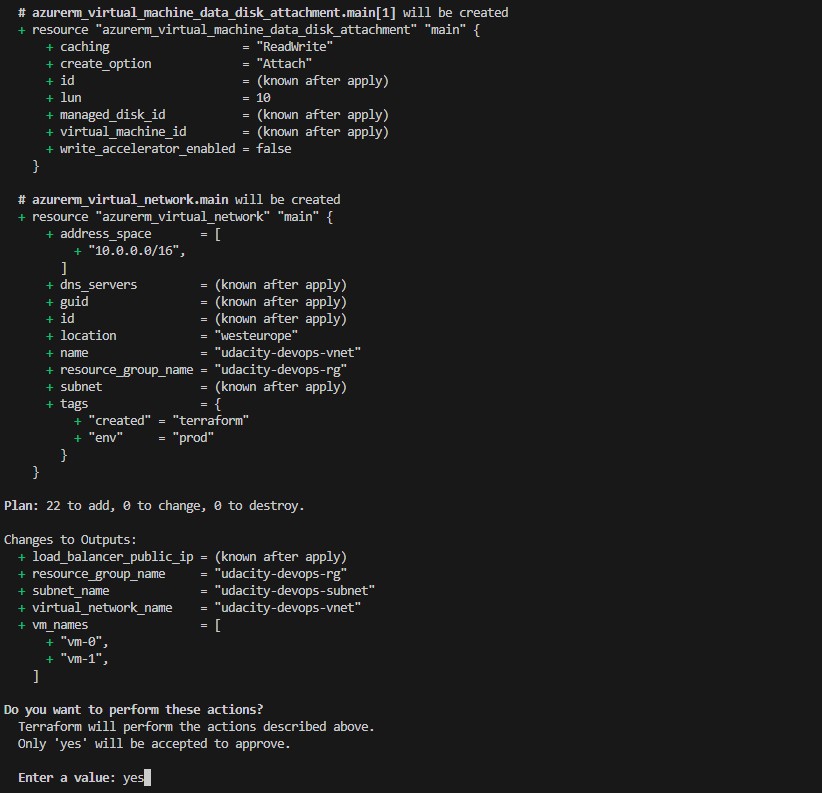 # azurerm_virtual_machine_data_disk_attachment.main[1] will be created
+ resource "azurerm_virtual_machine_data_disk_attachment" "main" {
+ caching = "ReadWrite"
+ create_option = "Attach"
+ id = (known after apply)
+ lun = 10
+ managed_disk_id = (known after apply)
+ virtual_machine_id = (known after apply)
+ write_accelerator_enabled = false
}
# azurerm_virtual_network.main will be created
+ resource "azurerm_virtual_network" "main" {
+ address_space = [
+ "10.0.0.0/16",
]
+ dns_servers = (known after apply)
+ guid = (known after apply)
+ id = (known after apply)
+ location = "westeurope"
+ name = "udacity-devops-vnet"
+ resource_group_name = "udacity-devops-rg"
+ subnet = (known after apply)
+ tags = {
+ "created" = "terraform"
+ "env" = "prod"
}
}
Plan: 22 to add, 0 to change, 0 to destroy.
Changes to Outputs:
+ load_balancer_public_ip = (known after apply)
+ resource_group_name = "udacity-devops-rg"
+ subnet_name = "udacity-devops-subnet"
+ virtual_network_name = "udacity-devops-vnet"
+ vm_names = [
+ "vm-0",
+ "vm-1",
]
Do you want to perform these actions?
Terraform will perform the actions described above.
Only 'yes' will be accepted to approve.
Enter a value: yes